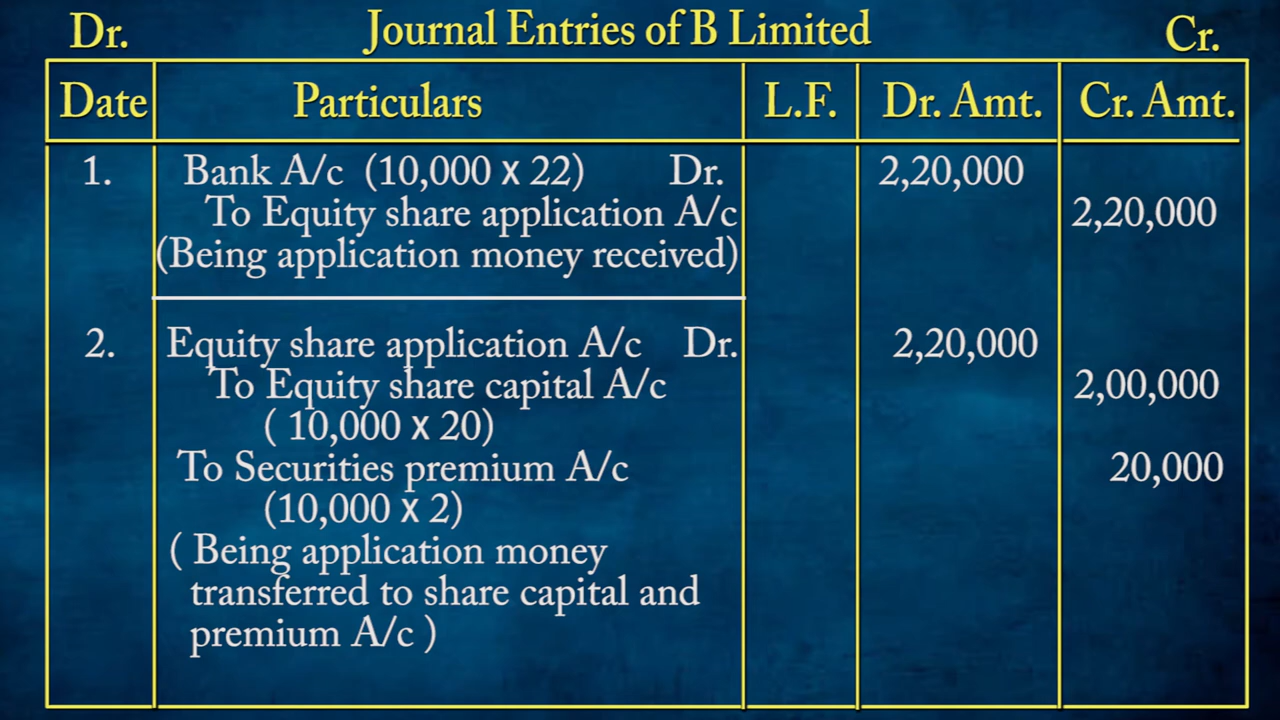 Dr. Journal Entries of B Limited Cr.
Date Particulars L.F. Dr. Amt. Cr. Amt.
1. Bank A/c (10,000 x 22) Dr. 2,20,000
To Equity share application A/c 2,20,000
(Being application money received)
2. Equity share application A/c Dr. 2,20,000
To Equity share capital A/c 2,00,000
( 10,000 x 20)
To Securities premium A/c 20,000
(10,000 x 2)
( Being application money
transferred to share capital and
premium A/c )